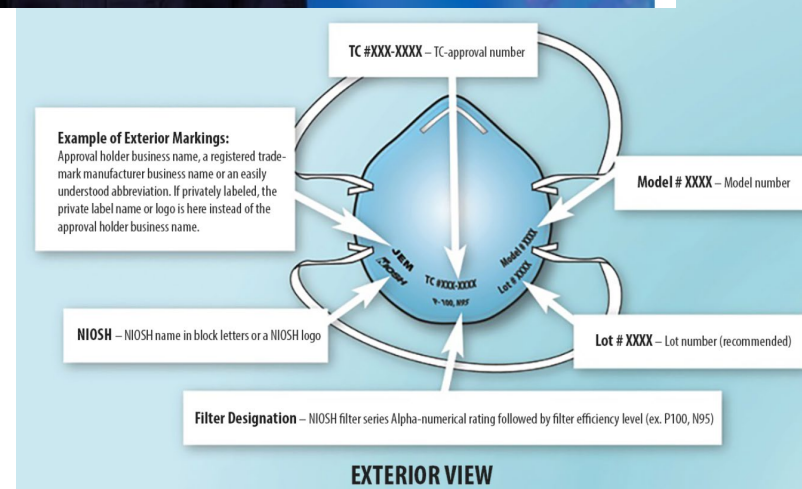 TC #XXX-XXXX – TC-approval number
Example of Exterior Markings:
Approval holder business name, a registered trade-
mark manufacturer business name or an easily
understood abbreviation. If privately labeled, the
private label name or logo is here instead of the
approval holder business name.
Model # XXXX – Model number
JEM
NIOSH
TC #XXX-XXXX
P-100, N95
Model # XXXX
Lot # XXXX
NIOSH – NIOSH name in block letters or a NIOSH logo
Lot # XXXX – Lot number (recommended)
Filter Designation – NIOSH filter series Alpha-numerical rating followed by filter efficiency level (ex. P100, N95)
EXTERIOR VIEW